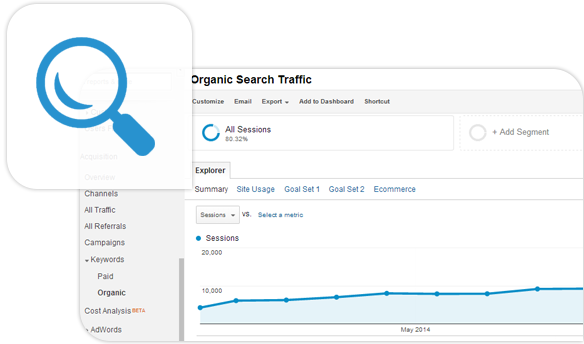 Organic Search Traffic
Customize Email Export Add to Dashboard Shortcut
All Sessions
80.32%
+ Add Segment
Explorer
Summary Site Usage Goal Set 1 Goal Set 2 Ecommerce
Sessions vs. Select a metric
Sessions
20,000
10,000
May 2014
Acquisition
Overview
Channels
All Traffic
All Referrals
Campaigns
Keywords
Paid
Organic
Cost Analysis BETA
AdWords